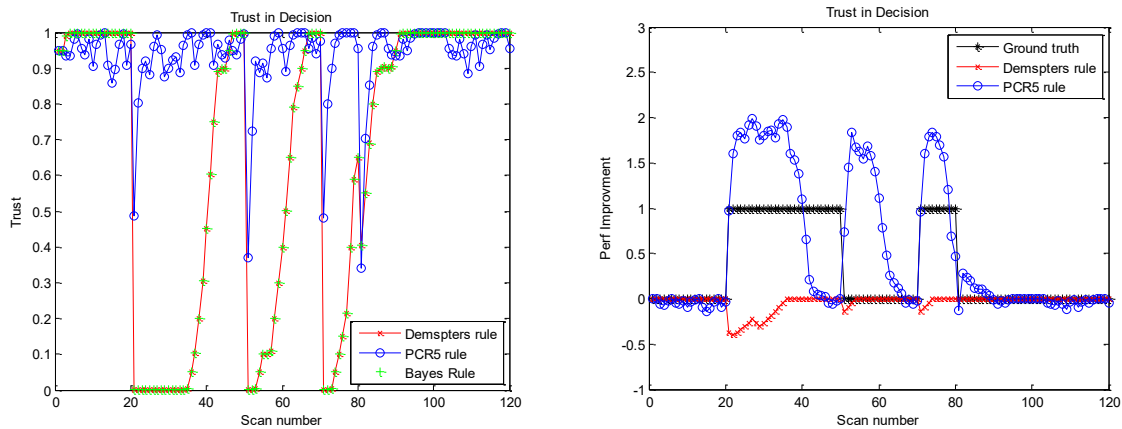 Trust in Decision
1
0.9
0.8
0.7
0.6
0.5
0.4
0.3
0.2
0.1
0
Trust
0 20 40 60 80 100 120
Scan number
Demspters rule
PCR5 rule
Bayes Rule
Trust in Decision
3
2.5
2
1.5
1
0.5
0
-0.5
-1
Perf Improvment
0 20 40 60 80 100 120
Scan number
Ground truth
Demspters rule
PCR5 rule